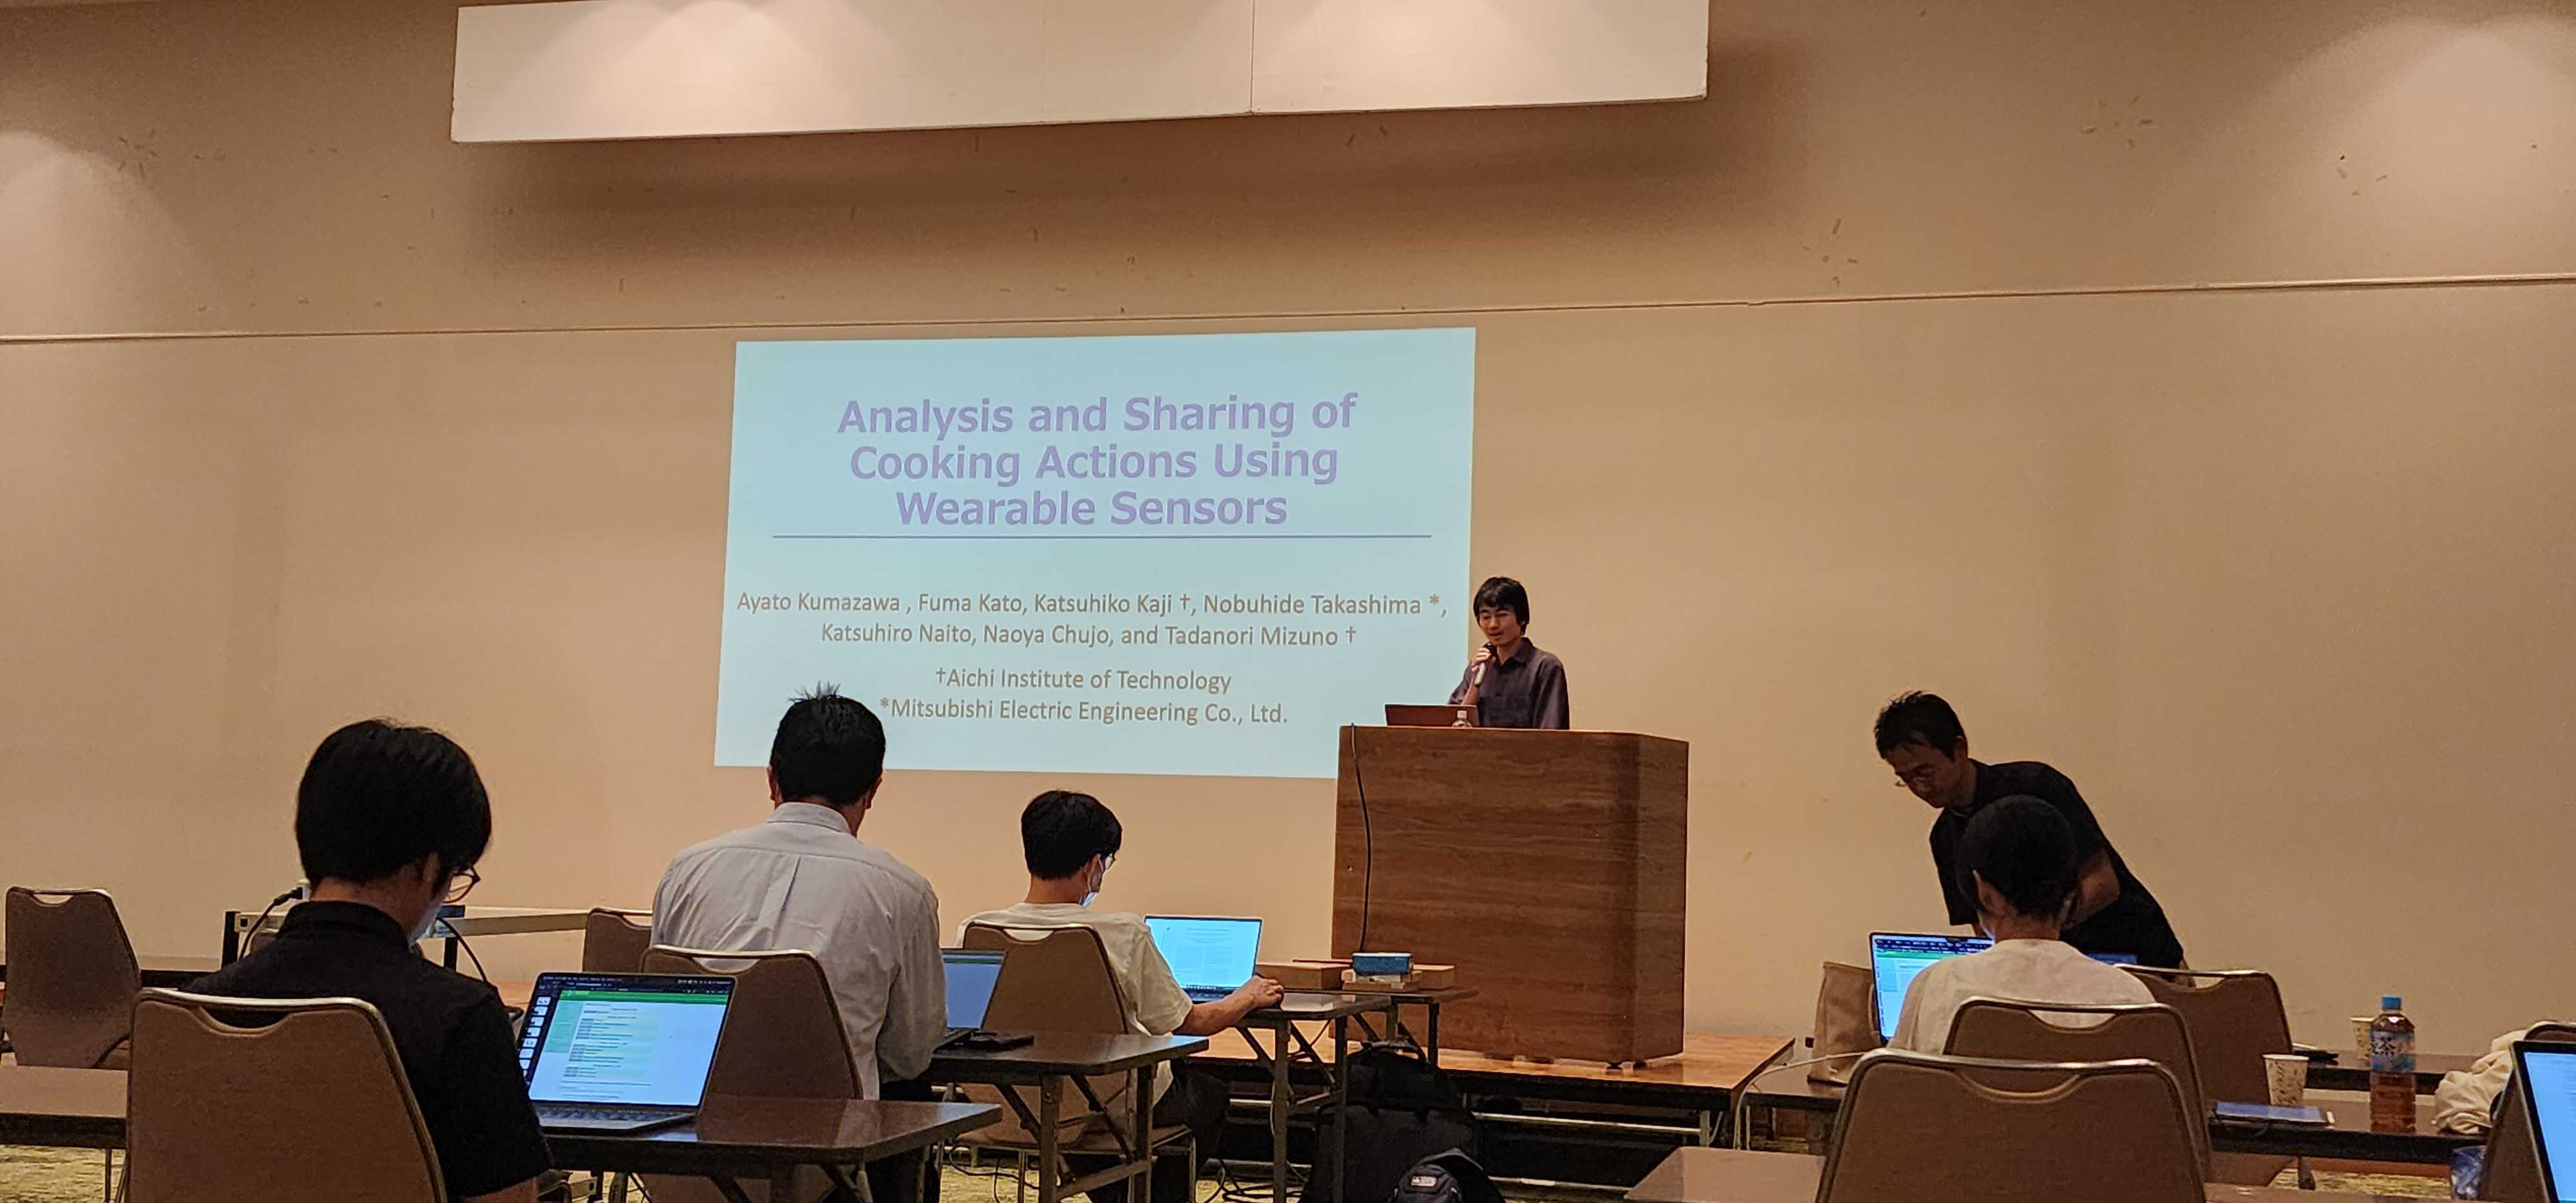 Analysis and Sharing of
Cooking Actions Using
Wearable Sensors
Ayato Kumazawa , Fuma Kato, Katsuhiko Kaji †, Nobuhide Takashima *,
Katsuhiro Naito, Naoya Chujo, and Tadanori Mizuno †
†Aichi Institute of Technology
*Mitsubishi Electric Engineering Co., Ltd.